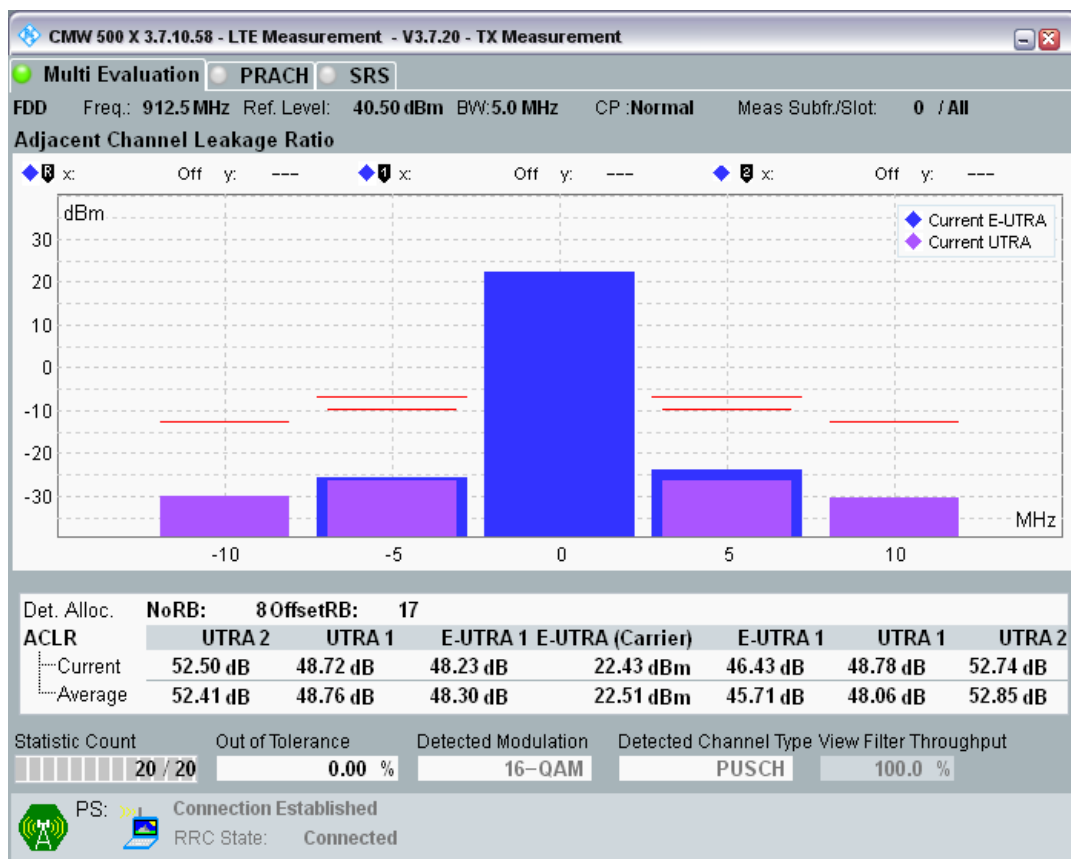 CMW 500 X 3.7.10.58 - LTE Measurement - V3.7.20 - TX Measurement
Multi Evaluation PRACH SRS
FDD Freq.: 912.5 MHz Ref. Level: 40.50 dBm BW:5.0 MHz CP :Normal Meas Subfr./Slot: 0 / All
Adjacent Channel Leakage Ratio
R x: Off y: --- 1 x: Off y: --- 2 x: Off y: ---
dBm
Current E-UTRA
Current UTRA
30
20
10
0
-10
-20
-30
MHz
-10 -5 0 5 10
Det. Alloc. NoRB: 8 OffsetRB: 17
ACLR UTRA 2 UTRA 1 E-UTRA 1 E-UTRA (Carrier) E-UTRA 1 UTRA 1 UTRA 2
Current 52.50 dB 48.72 dB 48.23 dB 22.43 dBm 46.43 dB 48.78 dB 52.74 dB
Average 52.41 dB 48.76 dB 48.30 dB 22.51 dBm 45.71 dB 48.06 dB 52.85 dB
Statistic Count Out of Tolerance Detected Modulation Detected Channel Type View Filter Throughput
20 / 20 0.00 % 16-QAM PUSCH 100.0 %
PS: Connection Established
RRC State: Connected